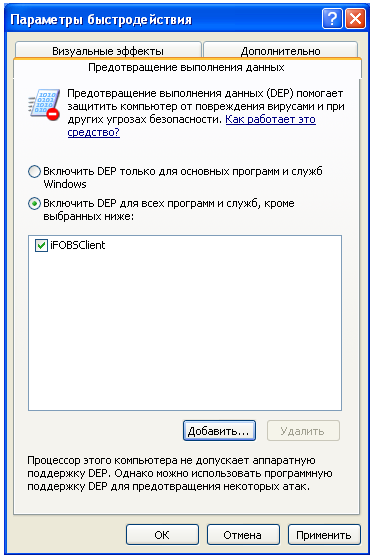 Параметры быстродействия
Визуальные эффекты
Дополнительно
Предотвращение выполнения данных
Предотвращение выполнения данных (DEP) помогает
защитить компьютер от повреждения вирусами и при
других угрозах безопасности. Как работает это
средство?
Включить DEP только для основных программ и служб
Windows
Включить DEP для всех программ и служб, кроме
выбранных ниже:
iFOBSClient
Добавить...
Удалить
Процессор этого компьютера не допускает аппаратную
поддержку DEP. Однако можно использовать программную
поддержку DEP для предотвращения некоторых атак.
ОК
Отмена
Применить